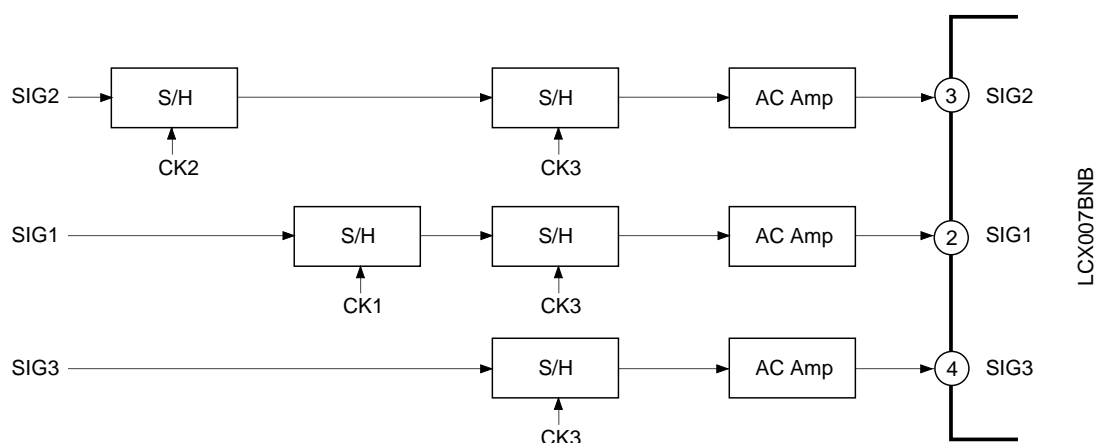 SIG2 S/H S/H AC Amp 3 SIG2
CK2 CK3
SIG1 S/H S/H AC Amp 2 SIG1
CK1 CK3
SIG3 S/H AC Amp 4 SIG3
CK3
LCX007BNB